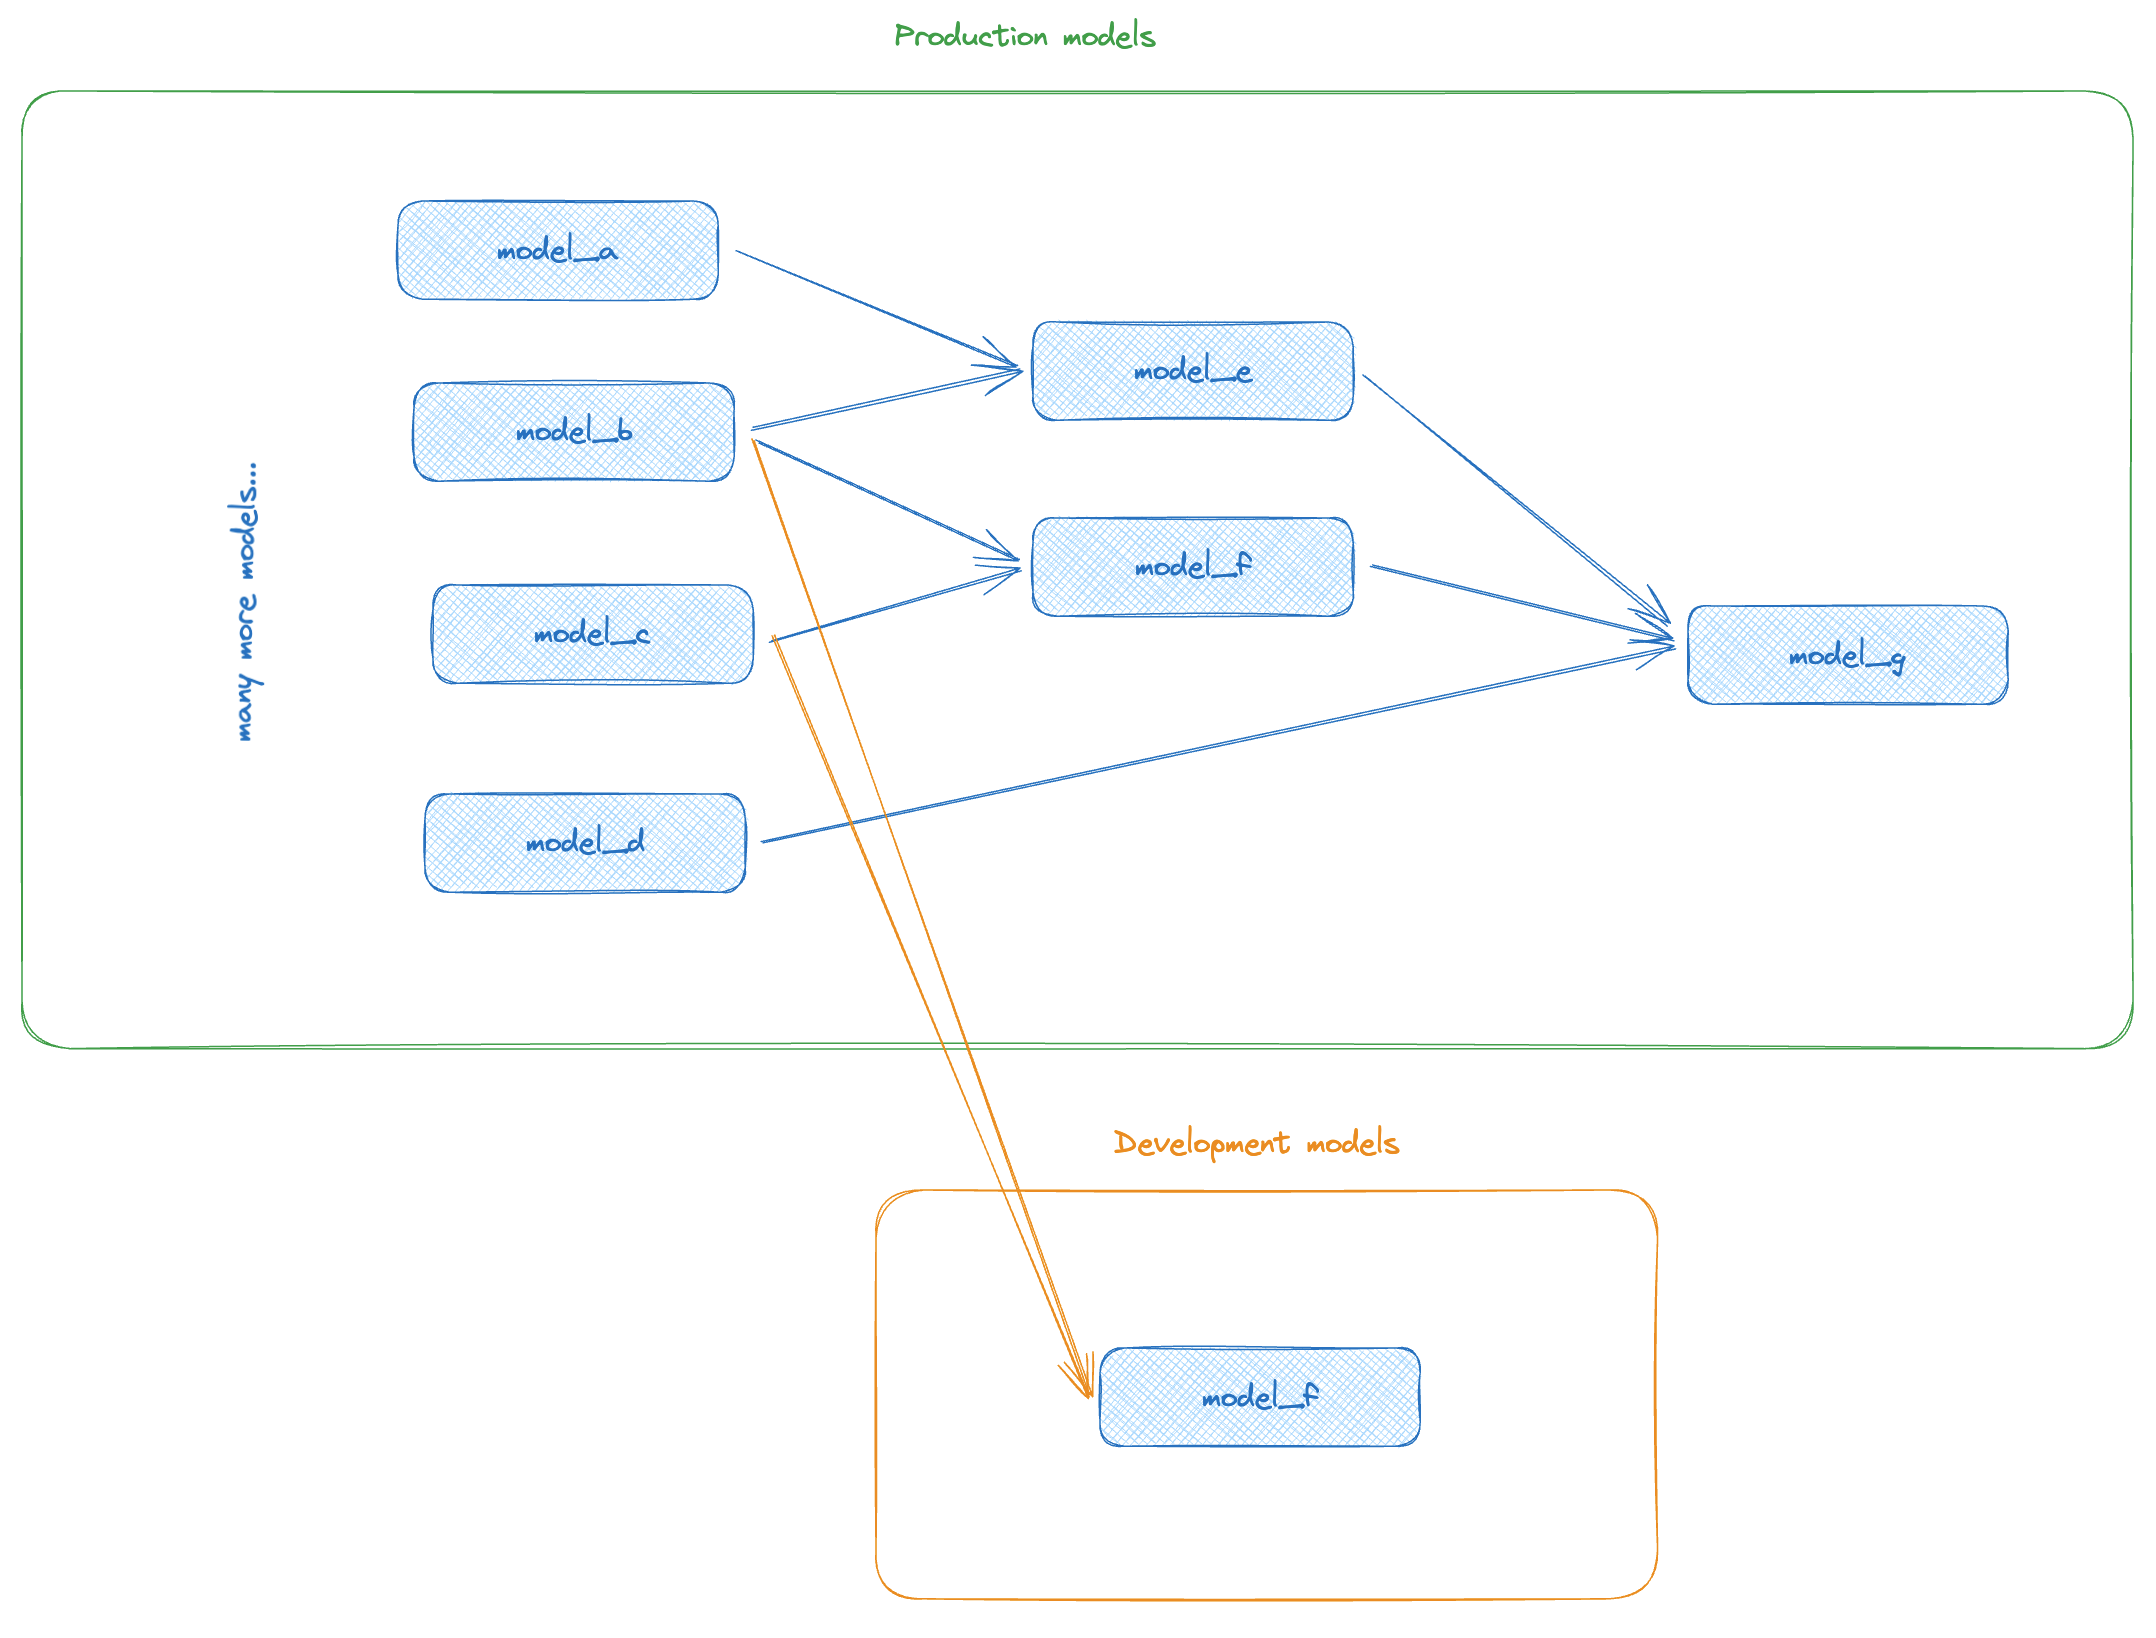 Production models
model_a
model_e
model_b
many more models...
model_f
model_c
model_g
model_d
Development models
model_f